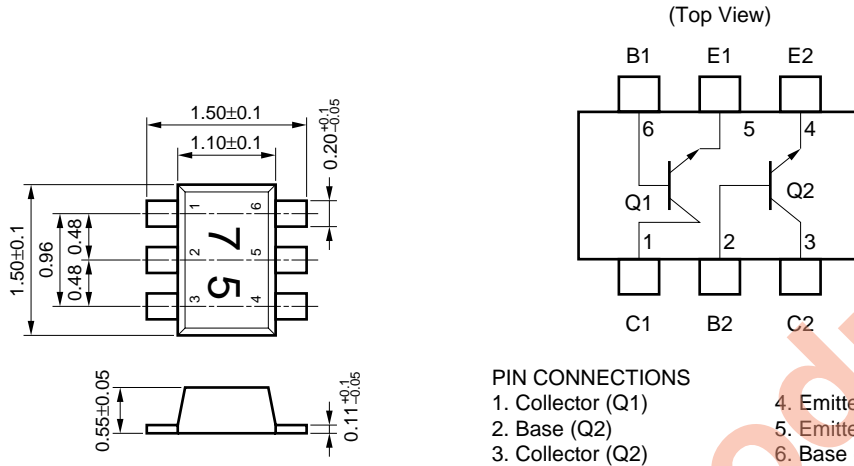 (Top View)
B1 E1 E2
6 5 4
Q1 Q2
1 2 3
C1 B2 C2
1.50±0.1
1.10±0.1
0.20+0.1 −0.05
1.50±0.1
0.96
0.48
0.48
1 6
2 5
3 4
75
0.55±0.05
0.11+0.1 −0.05
PIN CONNECTIONS
1. Collector (Q1) 4.
2. Base (Q2) 5.
3. Collector (Q2) 6. Base